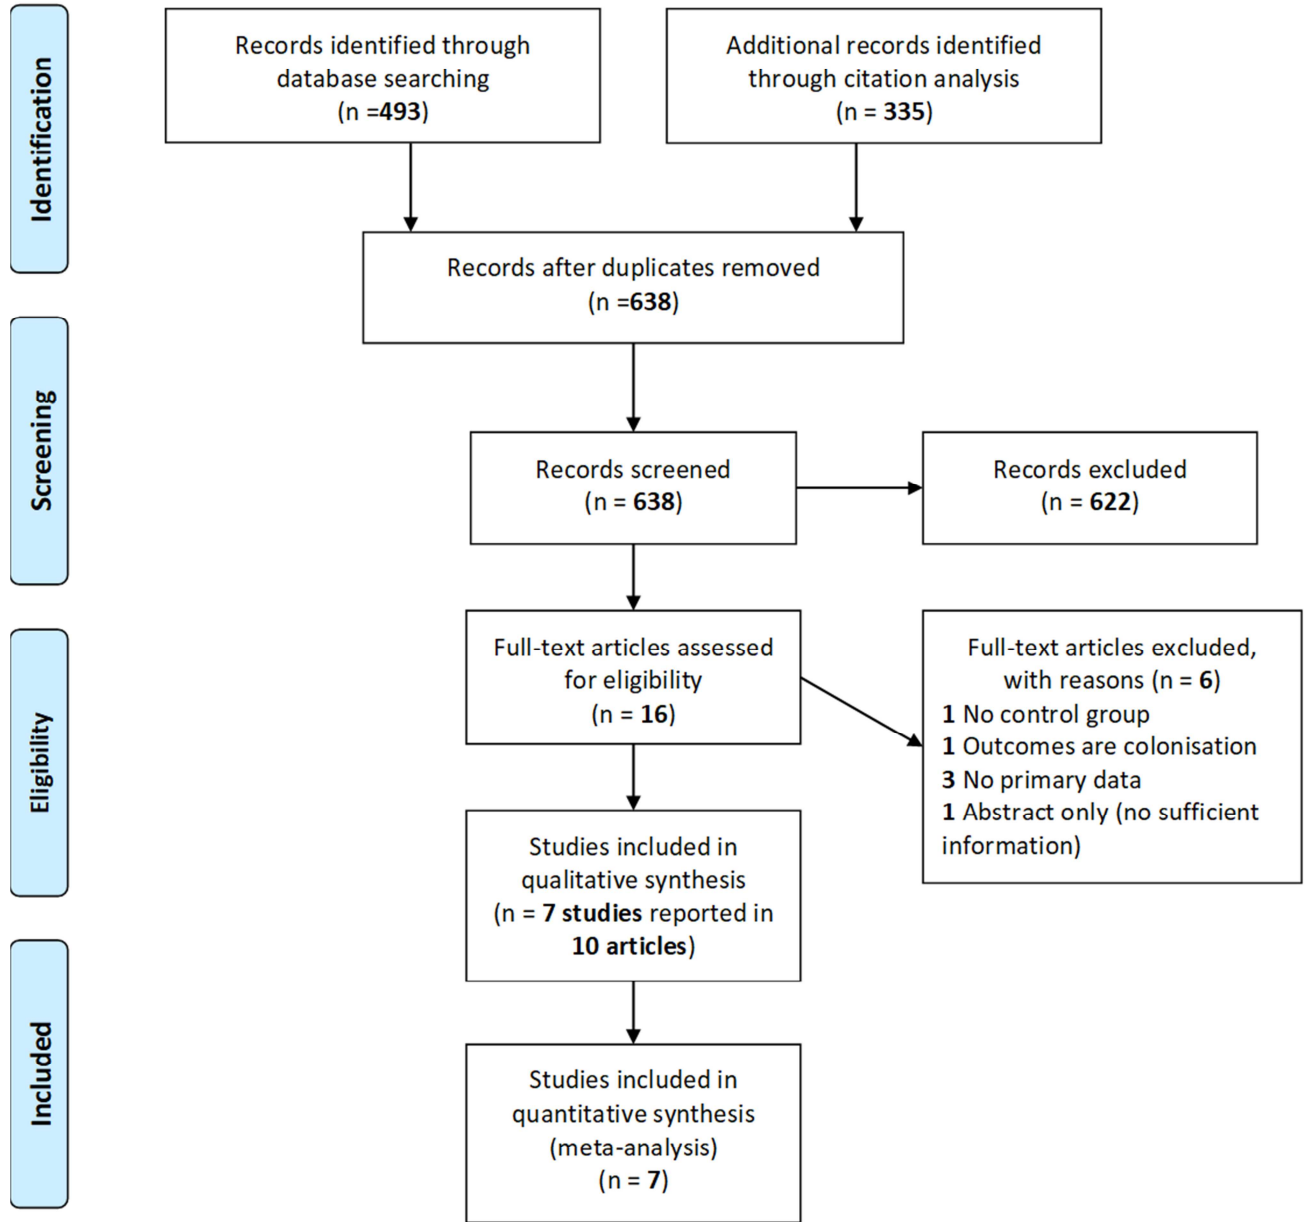 Identification
Records identified through
database searching
(n =493)
Additional records identified
through citation analysis
(n = 335)
Records after duplicates removed
(n =638)
Screening
Records screened
(n = 638)
Records excluded
(n = 622)
Eligibility
Full-text articles assessed
for eligibility
(n = 16)
Full-text articles excluded,
with reasons (n = 6)
1 No control group
1 Outcomes are colonisation
3 No primary data
1 Abstract only (no sufficient
information)
Studies included in
qualitative synthesis
(n = 7 studies reported in
10 articles)
Included
Studies included in
quantitative synthesis
(meta-analysis)
(n = 7)